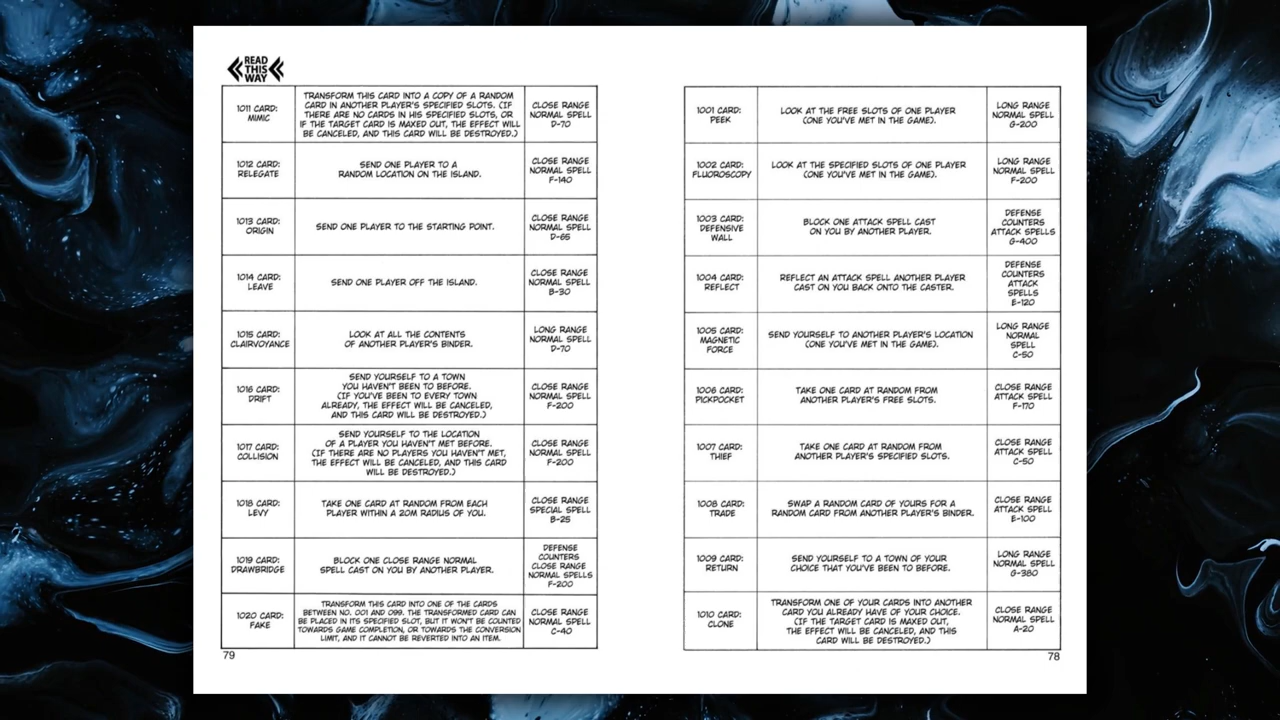 READ
THIS
WAY
1001 CARD:
PEEK
LOOK AT THE FREE SLOTS OF ONE PLAYER
(ONE YOU'VE MET IN THE GAME).
LONG RANGE
NORMAL SPELL
G-200
1002 CARD:
FLUOROSCOPY
LOOK AT THE SPECIFIED SLOTS OF ONE PLAYER
(ONE YOU'VE MET IN THE GAME).
LONG RANGE
NORMAL SPELL
F-200
1003 CARD:
DEFENSIVE
WALL
BLOCK ONE ATTACK SPELL CAST
ON YOU BY ANOTHER PLAYER.
DEFENSE
COUNTERS
ATTACK SPELLS
G-400
1004 CARD:
REFLECT
REFLECT AN ATTACK SPELL ANOTHER PLAYER
CAST ON YOU BACK ONTO THE CASTER.
DEFENSE
COUNTERS
ATTACK
SPELLS
E-120
1005 CARD:
MAGNETIC
FORCE
SEND YOURSELF TO ANOTHER PLAYER'S LOCATION
(ONE YOU'VE MET IN THE GAME).
LONG RANGE
NORMAL
SPELL
C-50
1006 CARD:
PICKPOCKET
TAKE ONE CARD AT RANDOM FROM
ANOTHER PLAYER'S FREE SLOTS.
CLOSE RANGE
ATTACK SPELL
F-170
1007 CARD:
THIEF
TAKE ONE CARD AT RANDOM FROM
ANOTHER PLAYER'S SPECIFIED SLOTS.
CLOSE RANGE
ATTACK SPELL
C-50
1008 CARD:
TRADE
SWAP A RANDOM CARD OF YOURS FOR A
RANDOM CARD FROM ANOTHER PLAYER'S BINDER.
CLOSE RANGE
ATTACK SPELL
E-100
1009 CARD:
RETURN
SEND YOURSELF TO A TOWN OF YOUR
CHOICE THAT YOU'VE BEEN TO BEFORE.
LONG RANGE
NORMAL SPELL
G-380
1010 CARD:
CLONE
TRANSFORM ONE OF YOUR CARDS INTO ANOTHER
CARD YOU ALREADY HAVE OF YOUR CHOICE.
(IF THE TARGET CARD IS MAXED OUT,
THE EFFECT WILL BE CANCELED, AND THIS
CARD WILL BE DESTROYED.)
CLOSE RANGE
NORMAL SPELL
A-20
78
1011 CARD:
MIMIC
TRANSFORM THIS CARD INTO A COPY OF A RANDOM
CARD IN ANOTHER PLAYER'S SPECIFIED SLOTS. (IF
THERE ARE NO CARDS IN HIS SPECIFIED SLOTS, OR
IF THE TARGET CARD IS MAXED OUT, THE EFFECT WILL
BE CANCELED, AND THIS CARD WILL BE DESTROYED.)
CLOSE RANGE
NORMAL SPELL
D-70
1012 CARD:
RELEGATE
SEND ONE PLAYER TO A
RANDOM LOCATION ON THE ISLAND.
CLOSE RANGE
NORMAL SPELL
F-140
1013 CARD:
ORIGIN
SEND ONE PLAYER TO THE STARTING POINT.
CLOSE RANGE
NORMAL SPELL
D-65
1014 CARD:
LEAVE
SEND ONE PLAYER OFF THE ISLAND.
CLOSE RANGE
NORMAL SPELL
B-30
1015 CARD:
CLAIRVOYANCE
LOOK AT ALL THE CONTENTS
OF ANOTHER PLAYER'S BINDER.
LONG RANGE
NORMAL SPELL
D-70
1016 CARD:
DRIFT
SEND YOURSELF TO A TOWN
YOU HAVEN'T BEEN TO BEFORE.
(IF YOU'VE BEEN TO EVERY TOWN
ALREADY, THE EFFECT WILL BE CANCELED,
AND THIS CARD WILL BE DESTROYED.)
CLOSE RANGE
NORMAL SPELL
F-200
1017 CARD:
COLLISION
SEND YOURSELF TO THE LOCATION
OF A PLAYER YOU HAVEN'T MET BEFORE.
(IF THERE ARE NO PLAYERS YOU HAVEN'T MET,
THE EFFECT WILL BE CANCELED, AND THIS CARD
WILL BE DESTROYED.)
CLOSE RANGE
NORMAL SPELL
F-200
1018 CARD:
LEVY
TAKE ONE CARD AT RANDOM FROM EACH
PLAYER WITHIN A 20M RADIUS OF YOU.
CLOSE RANGE
SPECIAL SPELL
B-25
1019 CARD:
DRAWBRIDGE
BLOCK ONE CLOSE RANGE NORMAL
SPELL CAST ON YOU BY ANOTHER PLAYER.
DEFENSE
COUNTERS
CLOSE RANGE
NORMAL SPELLS
F-200
1020 CARD:
FAKE
TRANSFORM THIS CARD INTO ONE OF THE CARDS
BETWEEN NO. 001 AND 099. THE TRANSFORMED CARD CAN
BE PLACED IN ITS SPECIFIED SLOT, BUT IT WON'T BE COUNTED
TOWARDS GAME COMPLETION, OR TOWARDS THE CONVERSION
LIMIT, AND IT CANNOT BE REVERTED INTO AN ITEM.
CLOSE RANGE
NORMAL SPELL
C-40
79